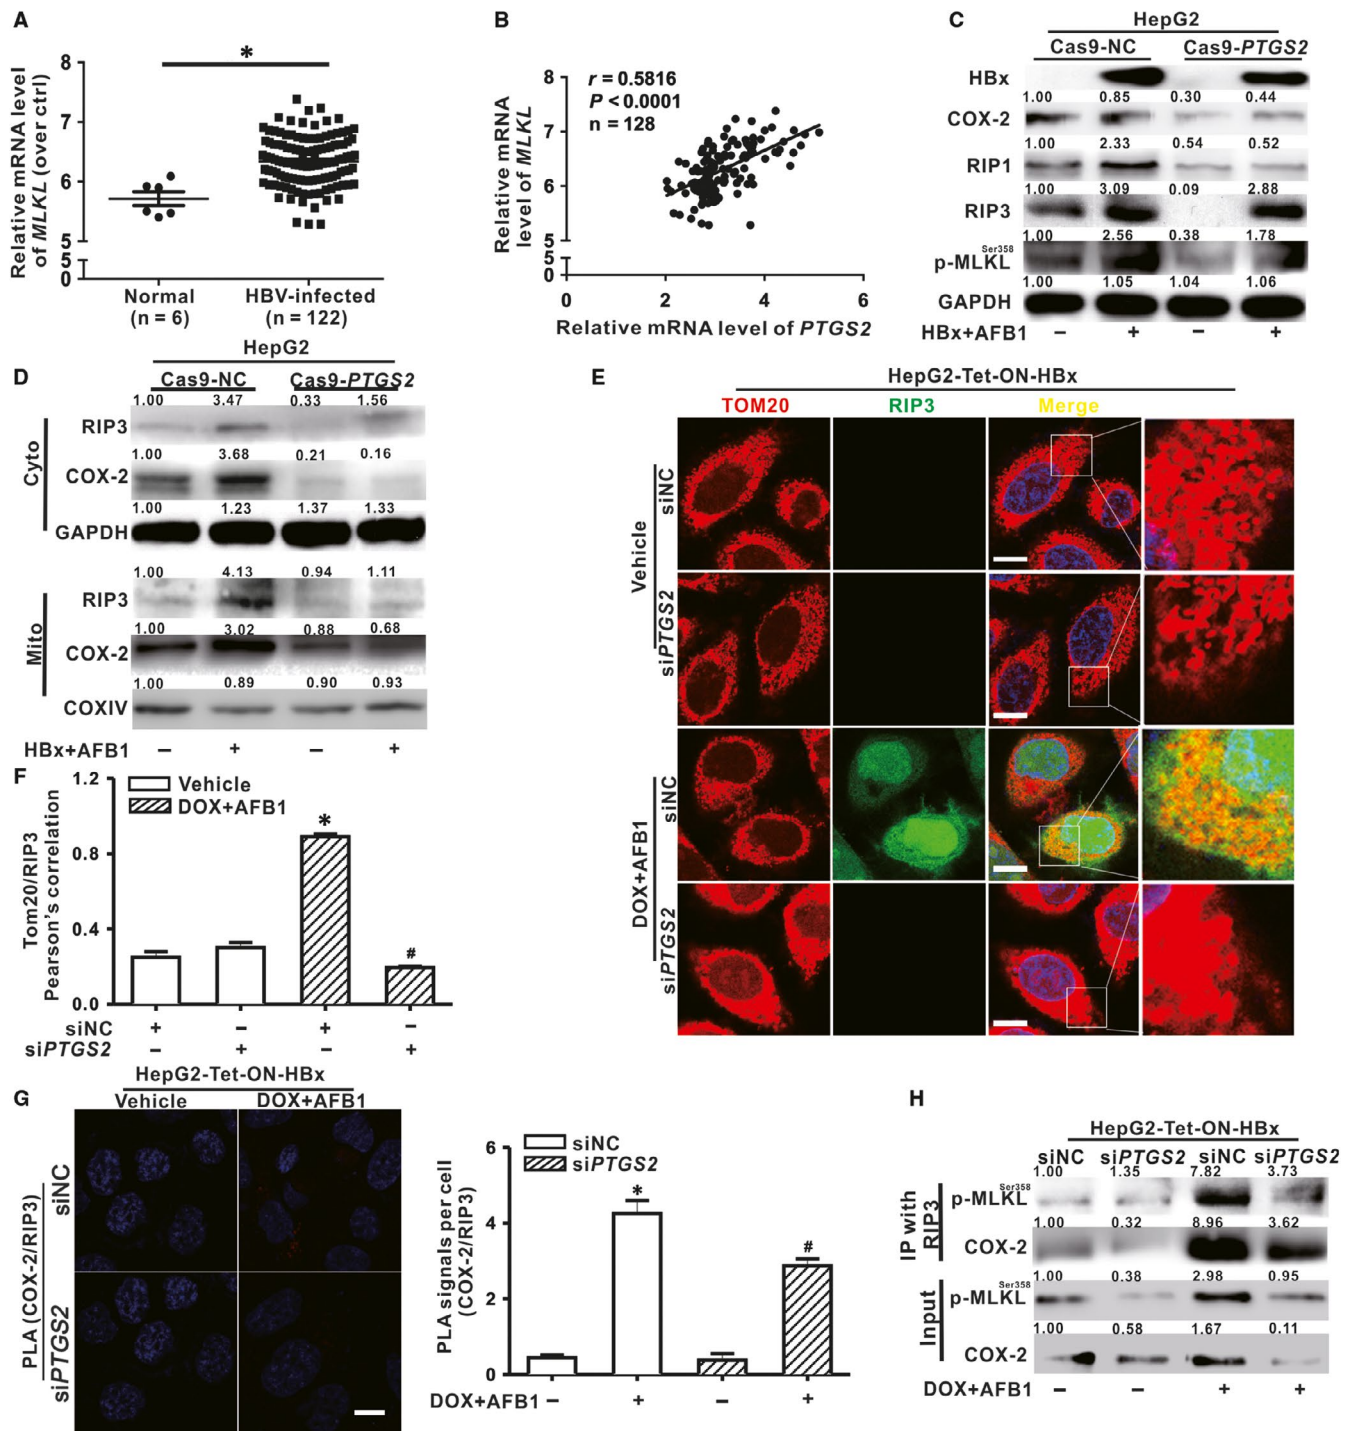 A
*
Relative mRNA level
of MLKL (over ctrl)
8
7
6
5
5
0
Normal
(n = 6)
HBV-infected
(n = 122)
B
r = 0.5816
P < 0.0001
n = 128
Relative mRNA
level of MLKL
8
7
6
5
5
0
0 2 4 6
Relative mRNA level of PTGS2
C
HepG2
Cas9-NC Cas9-PTGS2
HBx
1.00 0.85 0.30 0.44
COX-2
1.00 2.33 0.54 0.52
RIP1
1.00 3.09 0.09 2.88
RIP3
1.00 2.56 0.38 1.78
p-MLKL Ser358
1.00 1.05 1.04 1.06
GAPDH
HBx+AFB1 – + – +
D
HepG2
Cas9-NC Cas9-PTGS2
1.00 3.47 0.33 1.56
Cyto
RIP3
1.00 3.68 0.21 0.16
COX-2
1.00 1.23 1.37 1.33
GAPDH
1.00 4.13 0.94 1.11
Mito
RIP3
1.00 3.02 0.88 0.68
COX-2
1.00 0.89 0.90 0.93
COXIV
HBx+AFB1 – + – +
E
HepG2-Tet-ON-HBx
TOM20 RIP3 Merge
Vehicle
siNC
siPTGS2
DOX+AFB1
siNC
siPTGS2
F
Vehicle
DOX+AFB1
Tom20/RIP3
Pearson's correlation
1.2
0.8
0.4
0.0
*
#
siNC + – + –
siPTGS2 – + – +
G
HepG2-Tet-ON-HBx
Vehicle DOX+AFB1
PLA (COX-2/RIP3)
siNC
siPTGS2
siNC
siPTGS2
PLA signals per cell
(COX-2/RIP3)
6
4
2
0
*
#
DOX+AFB1 – + – +
H
HepG2-Tet-ON-HBx
siNC siPTGS2 siNC siPTGS2
1.00 1.35 7.82 3.73
IP with
RIP3
p-MLKL Ser358
1.00 0.32 8.96 3.62
COX-2
1.00 0.38 2.98 0.95
Input
p-MLKL Ser358
1.00 0.58 1.67 0.11
COX-2
DOX+AFB1 – – + +